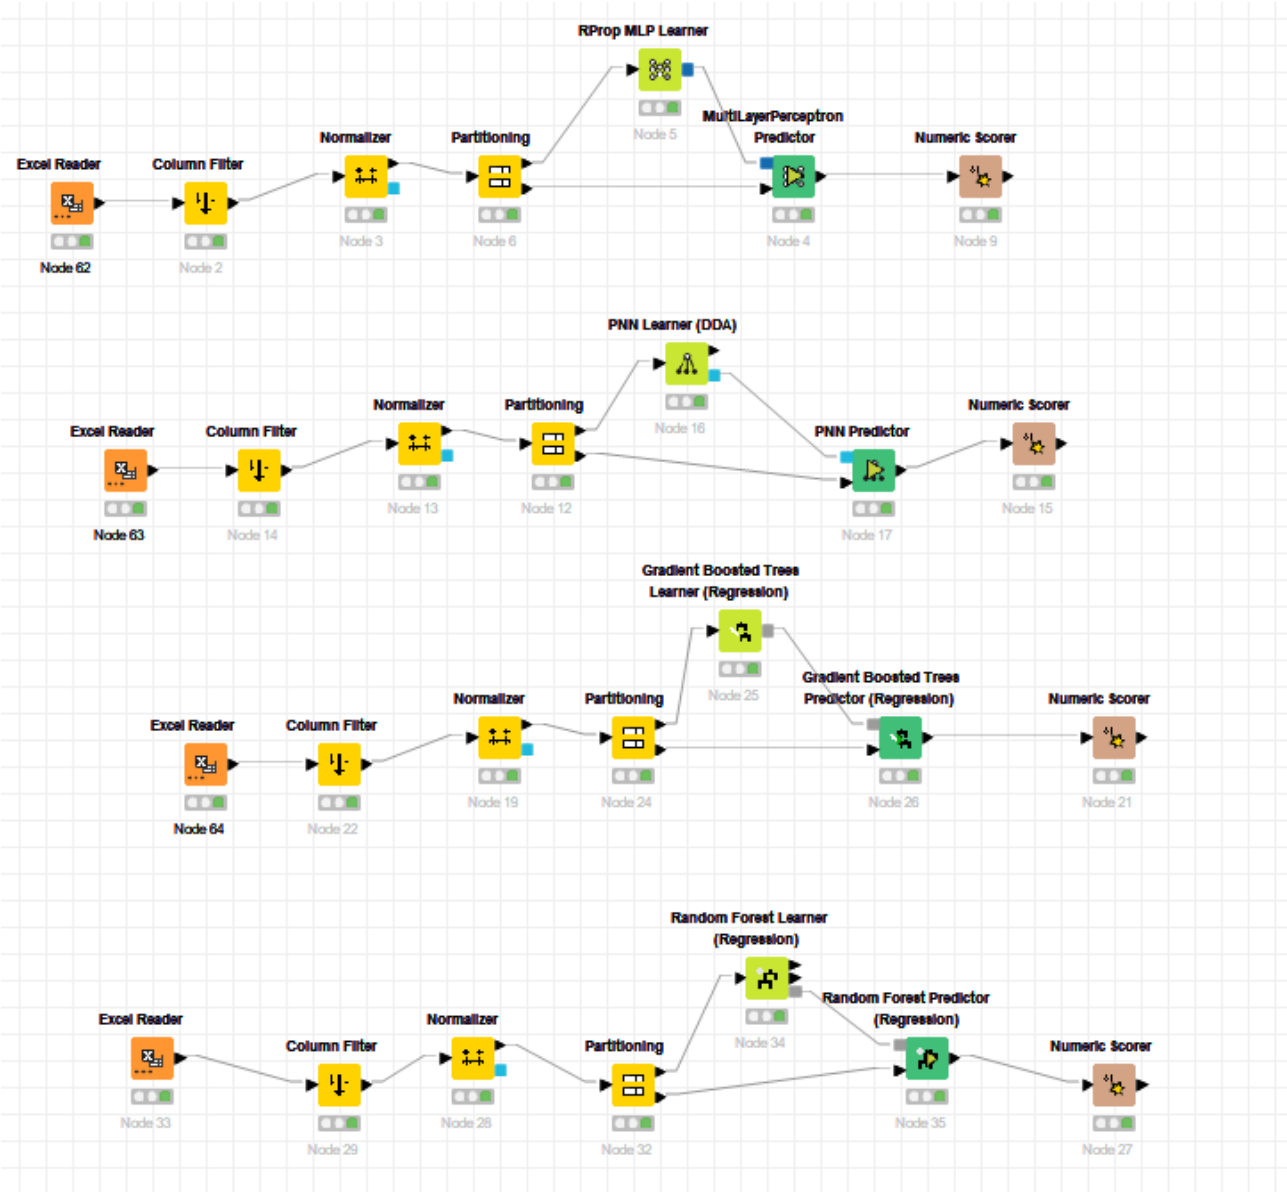 RProp MLP Learner
Node 5
MultiLayerPerceptron
Predictor
Node 4
Excel Reader
Node 62
Column Filter
Node 2
Normalizer
Node 3
Partitioning
Node 6
Numeric Scorer
Node 9
PNN Learner (DDA)
Node 16
Excel Reader
Node 63
Column Filter
Node 14
Normalizer
Node 13
Partitioning
Node 12
PNN Predictor
Node 17
Numeric Scorer
Node 15
Gradient Boosted Trees
Learner (Regression)
Node 25
Excel Reader
Node 64
Column Filter
Node 22
Normalizer
Node 19
Partitioning
Node 24
Gradient Boosted Trees
Predictor (Regression)
Node 26
Numeric Scorer
Node 21
Random Forest Learner
(Regression)
Node 34
Excel Reader
Node 33
Column Filter
Node 29
Normalizer
Node 28
Partitioning
Node 32
Random Forest Predictor
(Regression)
Node 35
Numeric Scorer
Node 27